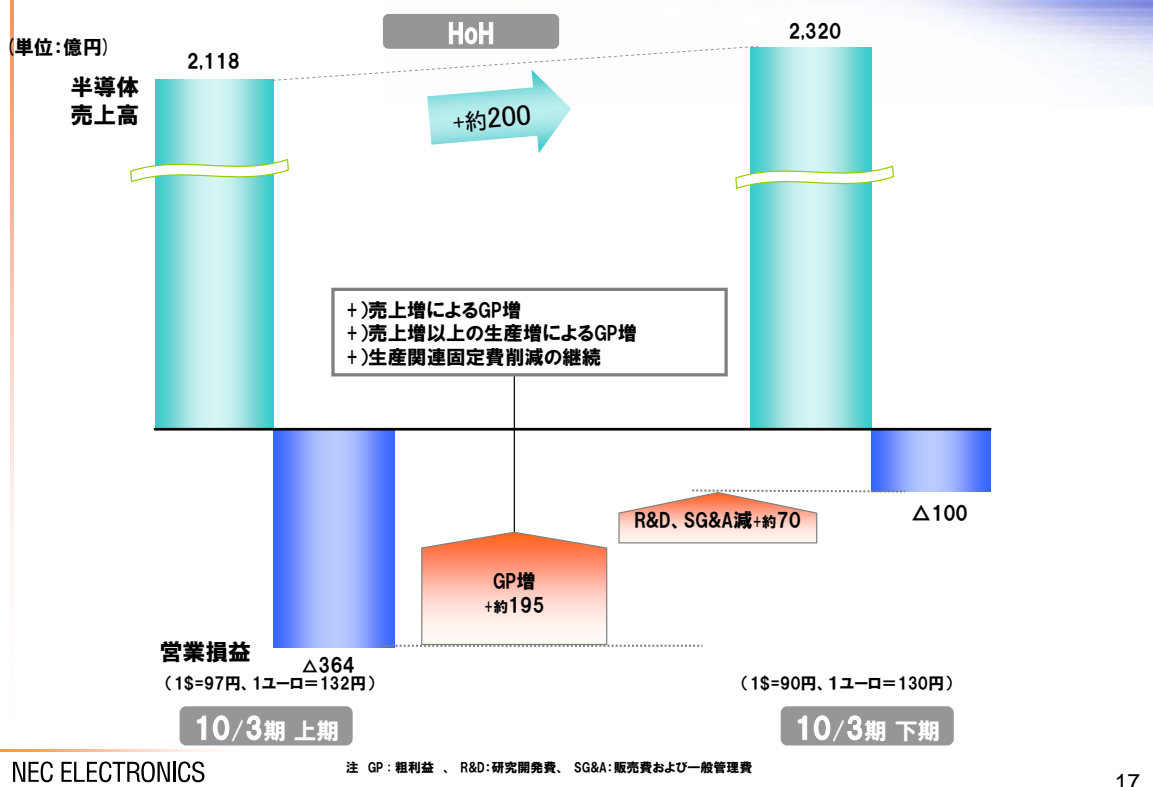 HoH
(単位:億円)
2,118
2,320
半導体
売上高
+約200
+)売上増によるGP増
+)売上増以上の生産増によるGP増
+)生産関連固定費削減の継続
R&D、SG&A減+約70
△100
GP増
+約195
営業損益
△364
(1$=97円、1ユーロ=132円)
(1$=90円、1ユーロ=130円)
10/3期 上期
10/3期 下期
NEC ELECTRONICS
注 GP:粗利益 、 R&D:研究開発費、 SG&A:販売費および一般管理費
17